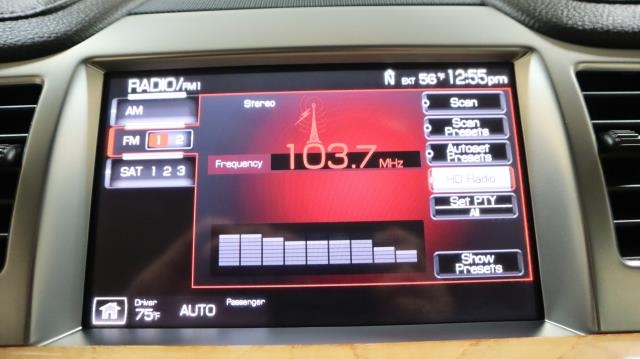 RADIO/FM1
N EXT 56°F 12:55pm
AM
FM 1 2
SAT 1 2 3
Stereo
Frequency 103.7 MHz
Scan
Scan
Presets
Autoset
Presets
HD Radio
Set PTY
All
Show
Presets
Driver
75°F
AUTO
Passenger